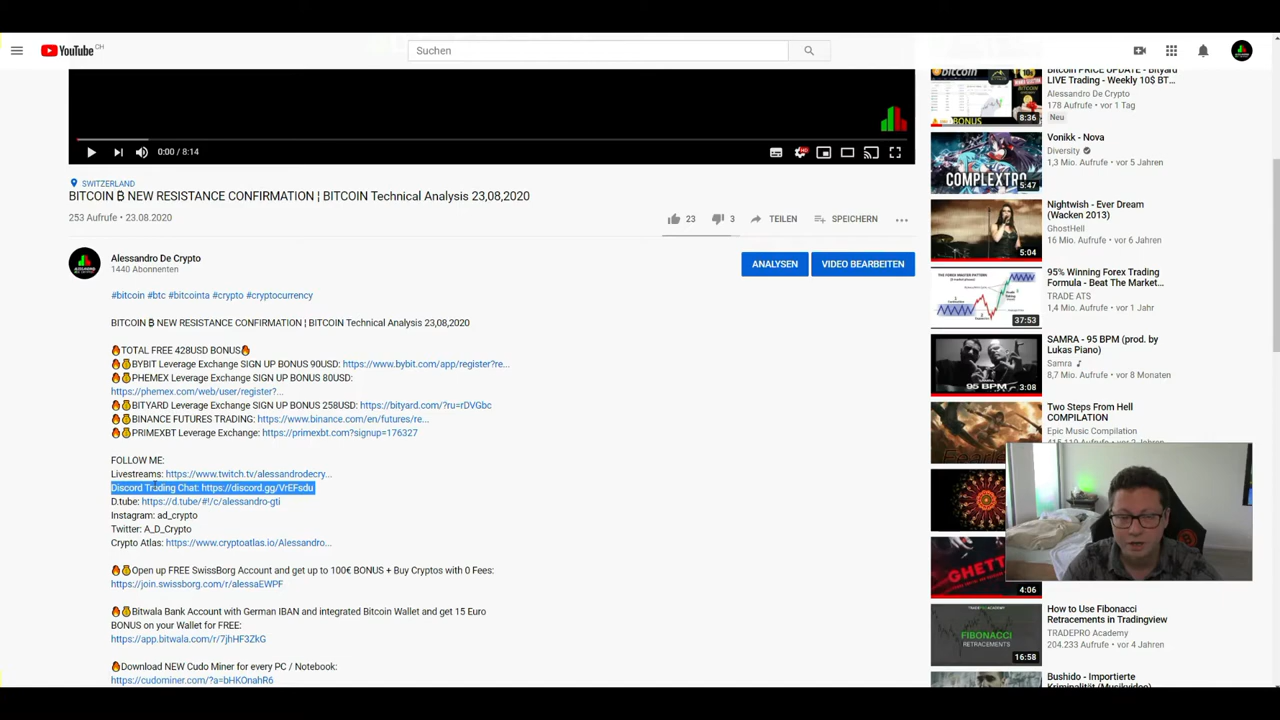 YouTube CH
Suchen
0:00 / 8:14
SWITZERLAND
BITCOIN ₿ NEW RESISTANCE CONFIRMATION ¦ BITCOIN Technical Analysis 23,08,2020
253 Aufrufe • 23.08.2020
23
3
TEILEN
SPEICHERN
Alessandro De Crypto
1440 Abonnenten
ANALYSEN
VIDEO BEARBEITEN
#bitcoin #btc #bitcointa #crypto #cryptocurrency
BITCOIN ₿ NEW RESISTANCE CONFIRMATION ¦ BITCOIN Technical Analysis 23,08,2020
🔥TOTAL FREE 428USD BONUS🔥
🔥💰BYBIT Leverage Exchange SIGN UP BONUS 90USD: https://www.bybit.com/app/register?re...
🔥💰PHEMEX Leverage Exchange SIGN UP BONUS 80USD:
https://phemex.com/web/user/register?...
🔥💰BITYARD Leverage Exchange SIGN UP BONUS 258USD: https://bityard.com/?ru=rDVGbc
🔥💰BINANCE FUTURES TRADING: https://www.binance.com/en/futures/re...
🔥💰PRIMEXBT Leverage Exchange: https://primexbt.com?signup=176327
FOLLOW ME:
Livestreams: https://www.twitch.tv/alessandrodecry...
Discord Trading Chat: https://discord.gg/VrEFsdu
D.tube: https://d.tube/#!/c/alessandro-gti
Instagram: ad_crypto
Twitter: A_D_Crypto
Crypto Atlas: https://www.cryptoatlas.io/Alessandro...
🔥💰Open up FREE SwissBorg Account and get up to 100€ BONUS + Buy Cryptos with 0 Fees:
https://join.swissborg.com/r/alessaEWPF
🔥💰Bitwala Bank Account with German IBAN and integrated Bitcoin Wallet and get 15 Euro
BONUS on your Wallet for FREE:
https://app.bitwala.com/r/7jhHF3ZkG
🔥Download NEW Cudo Miner for every PC / Notebook:
https://cudominer.com/?a=bHKOnahR6
Bitcoin PRICE UPDATE - Bityard
LIVE Trading - Weekly 10$ BT...
Alessandro De Crypto
178 Aufrufe • vor 1 Tag
Neu
BONUS
8:36
Vonikk - Nova
Diversity
1,3 Mio. Aufrufe • vor 5 Jahren
COMPLEXTRO
5:47
Nightwish - Ever Dream
(Wacken 2013)
GhostHell
16 Mio. Aufrufe • vor 6 Jahren
5:04
95% Winning Forex Trading
Formula - Beat The Market...
TRADE ATS
1,4 Mio. Aufrufe • vor 1 Jahr
37:53
SAMRA - 95 BPM (prod. by
Lukas Piano)
Samra
8,7 Mio. Aufrufe • vor 8 Monaten
95 BPM
3:08
Two Steps From Hell
COMPILATION
Epic Music Compilation
GHETT
4:06
How to Use Fibonacci
Retracements in Tradingview
TRADEPRO Academy
204.233 Aufrufe • vor 4 Jahren
FIBONACCI
RETRACEMENTS
16:58
Bushido - Importierte